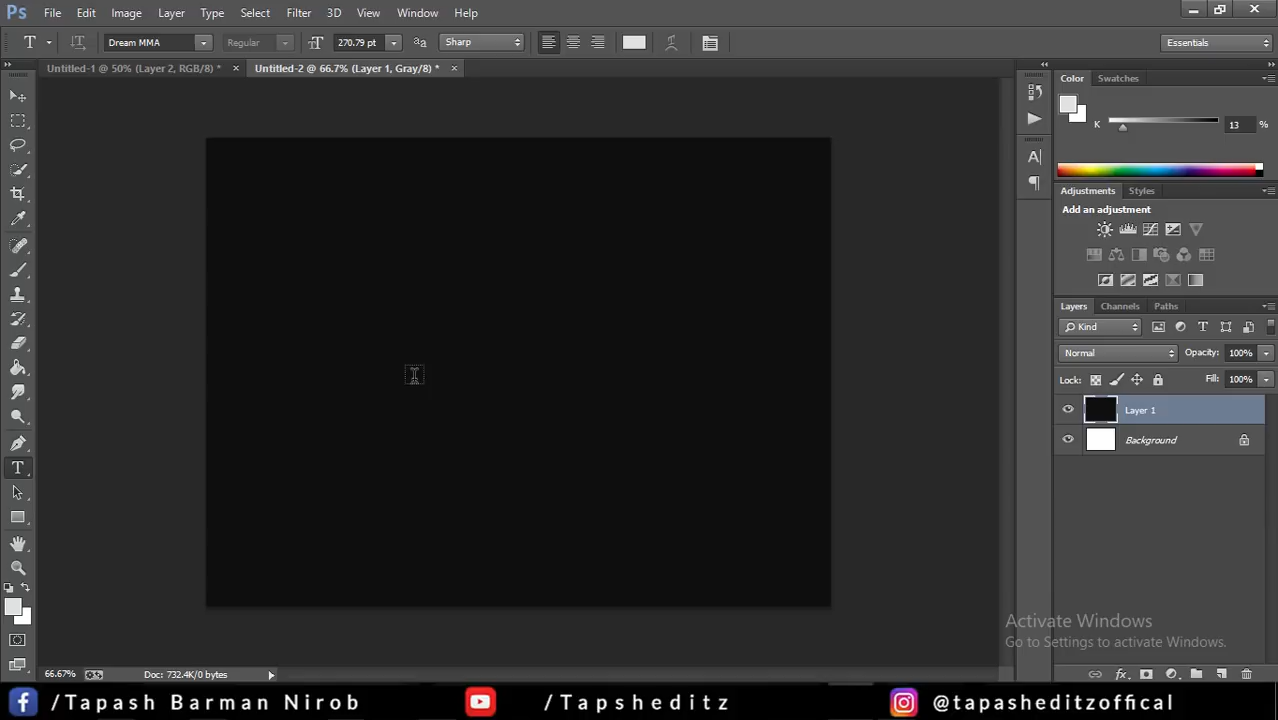 Ps File Edit Image Layer Type Select Filter 3D View Window Help
T Dream MMA Regular 270.79 pt Sharp Essentials
Untitled-1 @ 50% (Layer 2, RGB/8) * × Untitled-2 @ 66.7% (Layer 1, Gray/8) * ×
Color Swatches
K 13 %
Adjustments Styles
Add an adjustment
Layers Channels Paths
Kind
Normal Opacity: 100%
Lock: Fill: 100%
Layer 1
Background
Activate Windows
Go to Settings to activate Windows.
66.67% Doc: 732.4K/0 bytes
/Tapash Barman Nirob /Tapsheditz @tapasheditzoffical